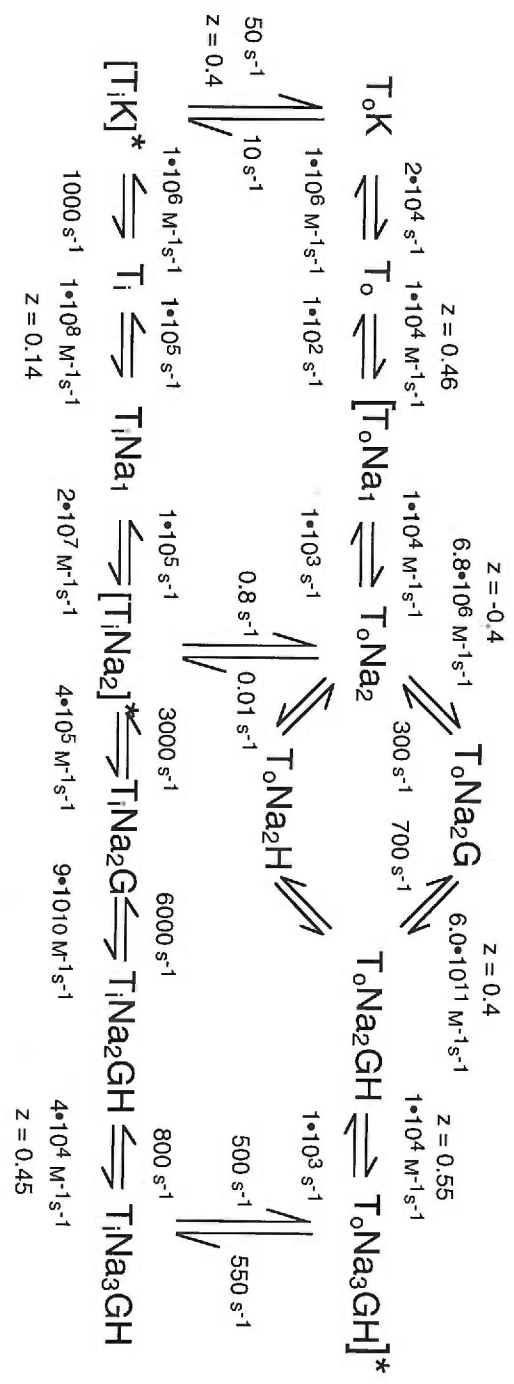 z = -0.4 z = 0.4
z = 0.46 6.8•10⁶ M⁻¹s⁻¹ TₒNa₂G 6.0•10¹¹ M⁻¹s⁻¹ z = 0.55
2•10⁴ s⁻¹ 1•10⁴ M⁻¹s⁻¹ 1•10⁴ M⁻¹s⁻¹ 300 s⁻¹ 700 s⁻¹ 1•10⁴ M⁻¹s⁻¹
TₒK Tₒ [TₒNa₁ TₒNa₂ TₒNa₂GH TₒNa₃GH]*
1•10⁶ M⁻¹s⁻¹ 1•10² s⁻¹ 1•10³ s⁻¹ TₒNa₂H 1•10³ s⁻¹
50 s⁻¹ 10 s⁻¹ 0.8 s⁻¹ 0.01 s⁻¹ 500 s⁻¹ 550 s⁻¹
z = 0.4
1•10⁶ M⁻¹s⁻¹ 1•10⁵ s⁻¹ 1•10⁵ s⁻¹ 3000 s⁻¹ 6000 s⁻¹ 800 s⁻¹
[TᵢK]* Tᵢ TᵢNa₁ [TᵢNa₂]* TᵢNa₂G TᵢNa₂GH TᵢNa₃GH
1000 s⁻¹ 1•10⁸ M⁻¹s⁻¹ 2•10⁷ M⁻¹s⁻¹ 4•10⁵ M⁻¹s⁻¹ 9•10₁₀ M⁻¹s⁻¹ 4•10⁴ M⁻¹s⁻¹
z = 0.14 z = 0.45